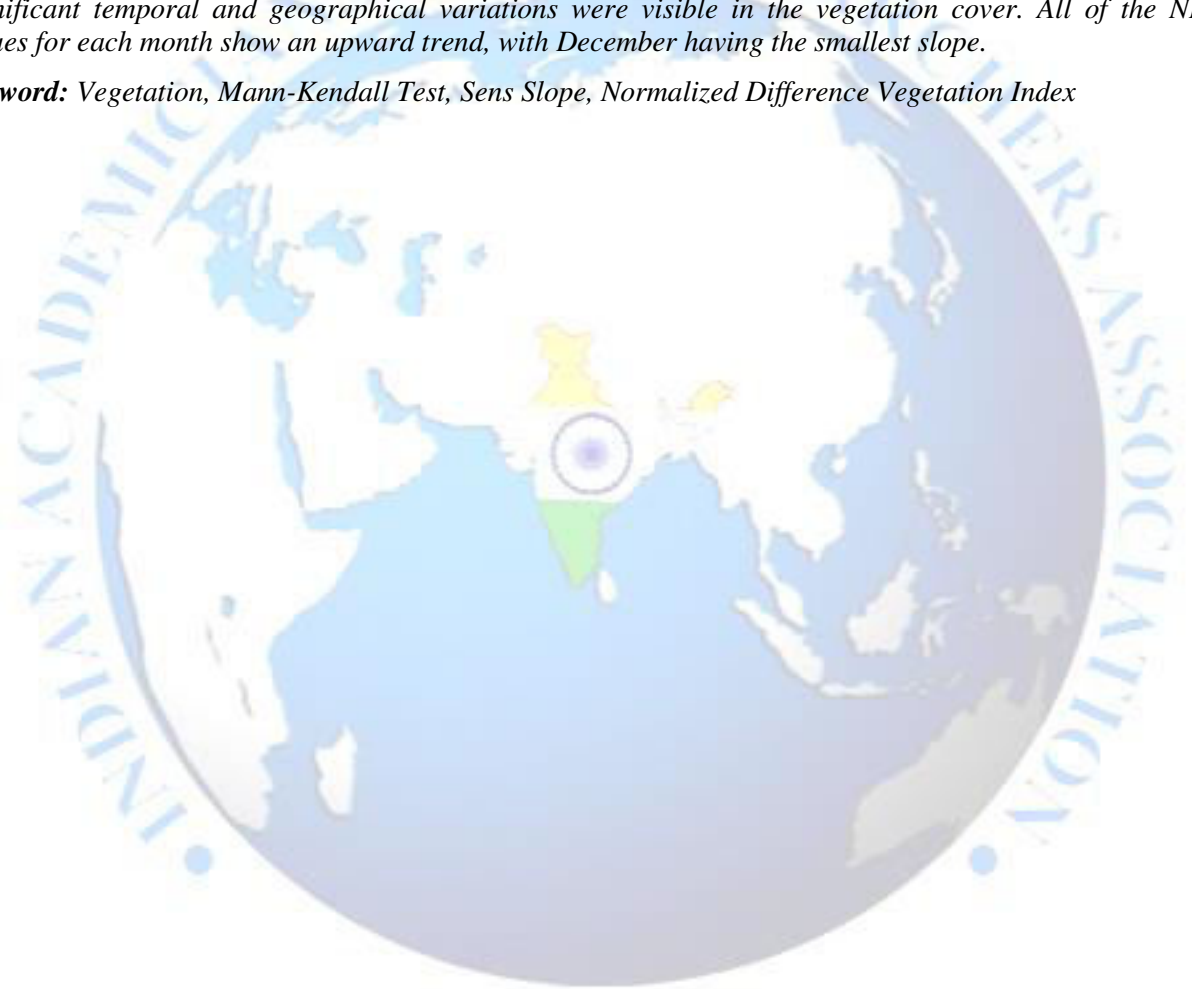 nificant temporal and geographical variations were visible in the vegetation cover. All of the
ues for each month show an upward trend, with December having the smallest slope.
word: Vegetation, Mann-Kendall Test, Sens Slope, Normalized Difference Vegetation Index
INDIAN ACADEMIC
CHERS ASSOCIATION